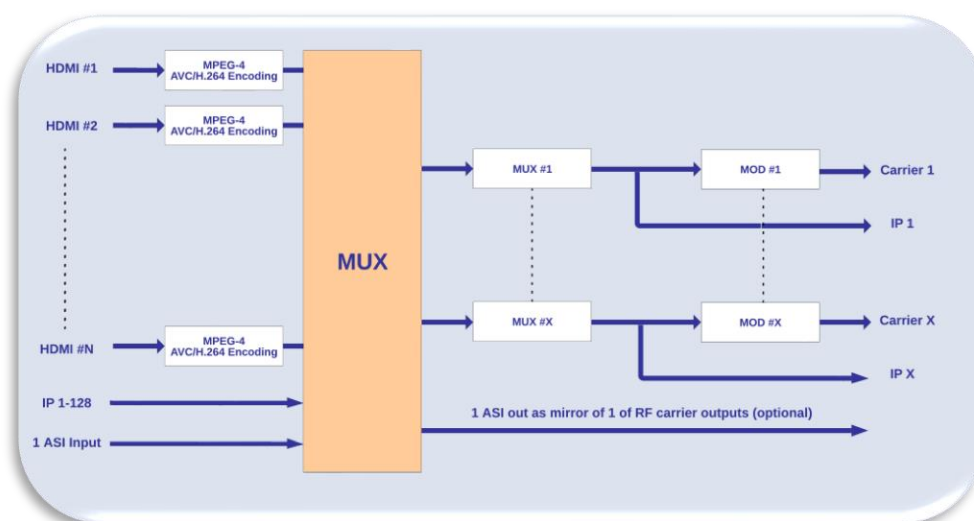 HDMI #1
MPEG-4
AVC/H.264 Encoding
HDMI #2
MPEG-4
AVC/H.264 Encoding
MUX
MUX #1
MOD #1
Carrier 1
IP 1
HDMI #N
MPEG-4
AVC/H.264 Encoding
MUX #X
MOD #X
Carrier X
IP X
IP 1-128
1 ASI out as mirror of 1 of RF carrier outputs (optional)
1 ASI Input